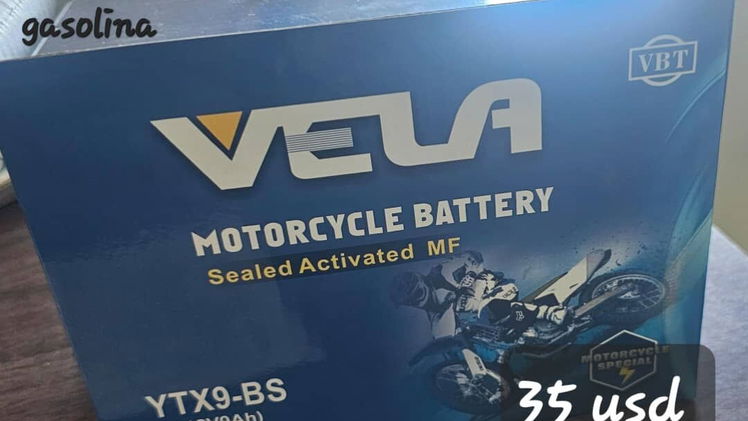 gasolina
VBT
VELA
MOTORCYCLE BATTERY
Sealed Activated MF
MOTORCYCLE
SPECIAL
YTX9-BS
35 usd